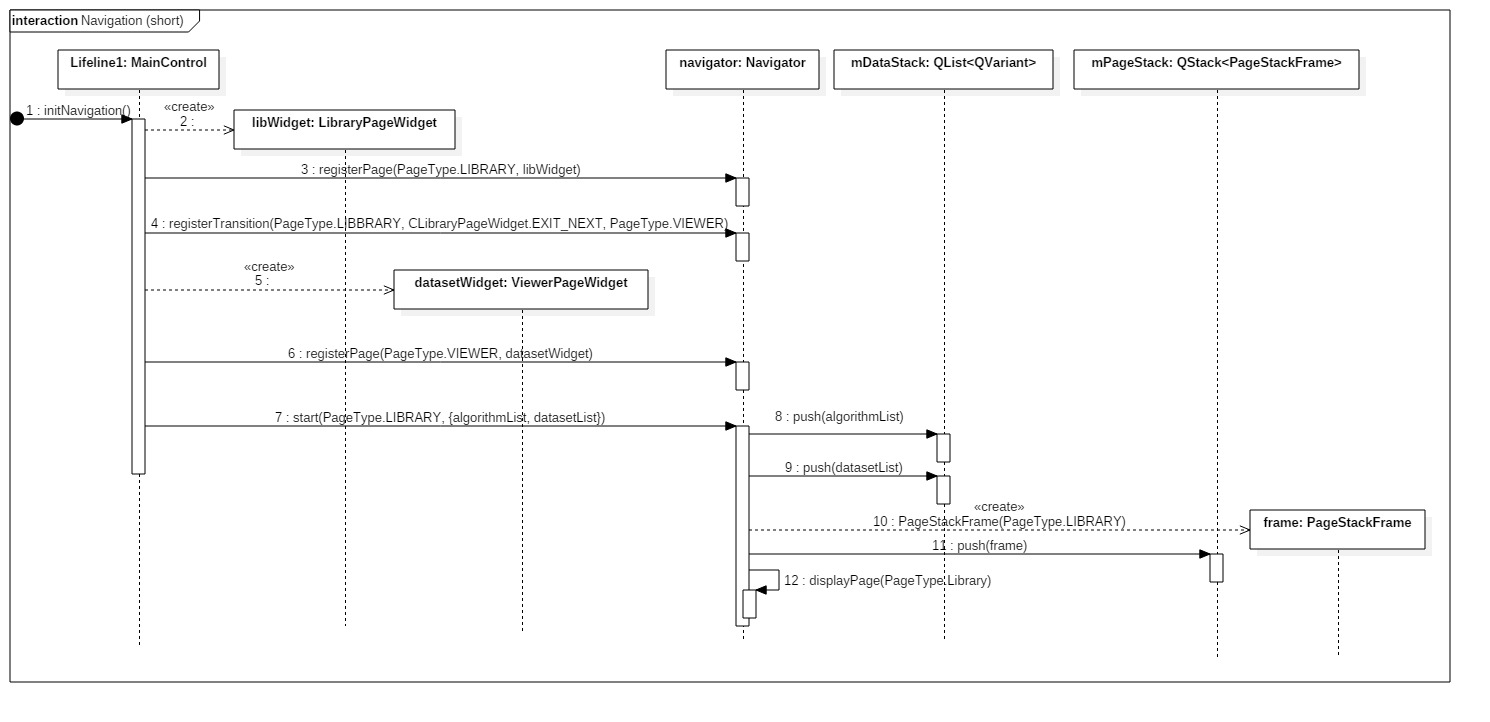 interaction Navigation (short)
Lifeline1: MainControl
navigator: Navigator
mDataStack: QList<QVariant>
mPageStack: QStack<PageStackFrame>
1 : initNavigation()
«create»
2 :
libWidget: LibraryPageWidget
3 : registerPage(PageType.LIBRARY, libWidget)
4 : registerTransition(PageType.LIBBRARY, CLibraryPageWidget.EXIT_NEXT, PageType.VIEWER)
«create»
5 :
datasetWidget: ViewerPageWidget
6 : registerPage(PageType.VIEWER, datasetWidget)
7 : start(PageType.LIBRARY, {algorithmList, datasetList})
8 : push(algorithmList)
9 : push(datasetList)
«create»
10 : PageStackFrame(PageType.LIBRARY)
frame: PageStackFrame
11 : push(frame)
12 : displayPage(PageType.Library)